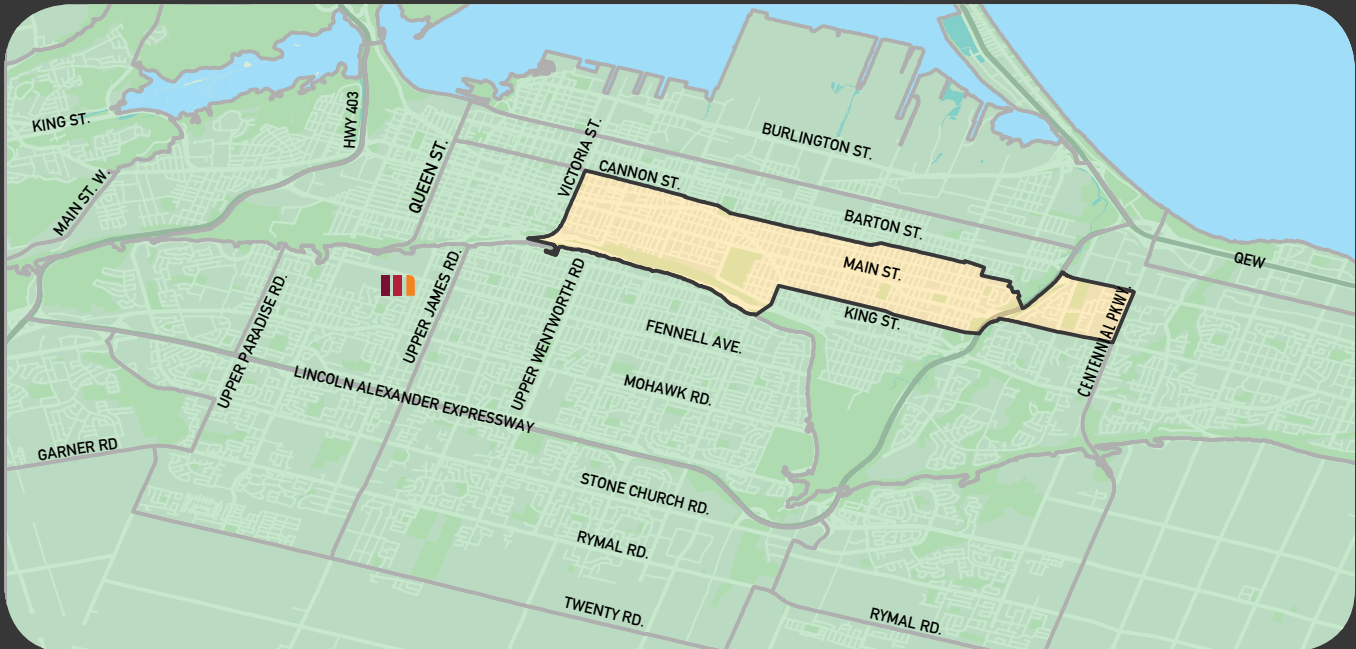 KING ST.
MAIN ST. W.
HWY 403
QUEEN ST.
VICTORIA ST.
CANNON ST.
BURLINGTON ST.
BARTON ST.
MAIN ST.
KING ST.
QEW
CENTENNIAL PKWY.
UPPER PARADISE RD.
UPPER JAMES RD.
UPPER WENTWORTH RD
FENNELL AVE.
MOHAWK RD.
LINCOLN ALEXANDER EXPRESSWAY
GARNER RD
STONE CHURCH RD.
RYMAL RD.
TWENTY RD.
RYMAL RD.